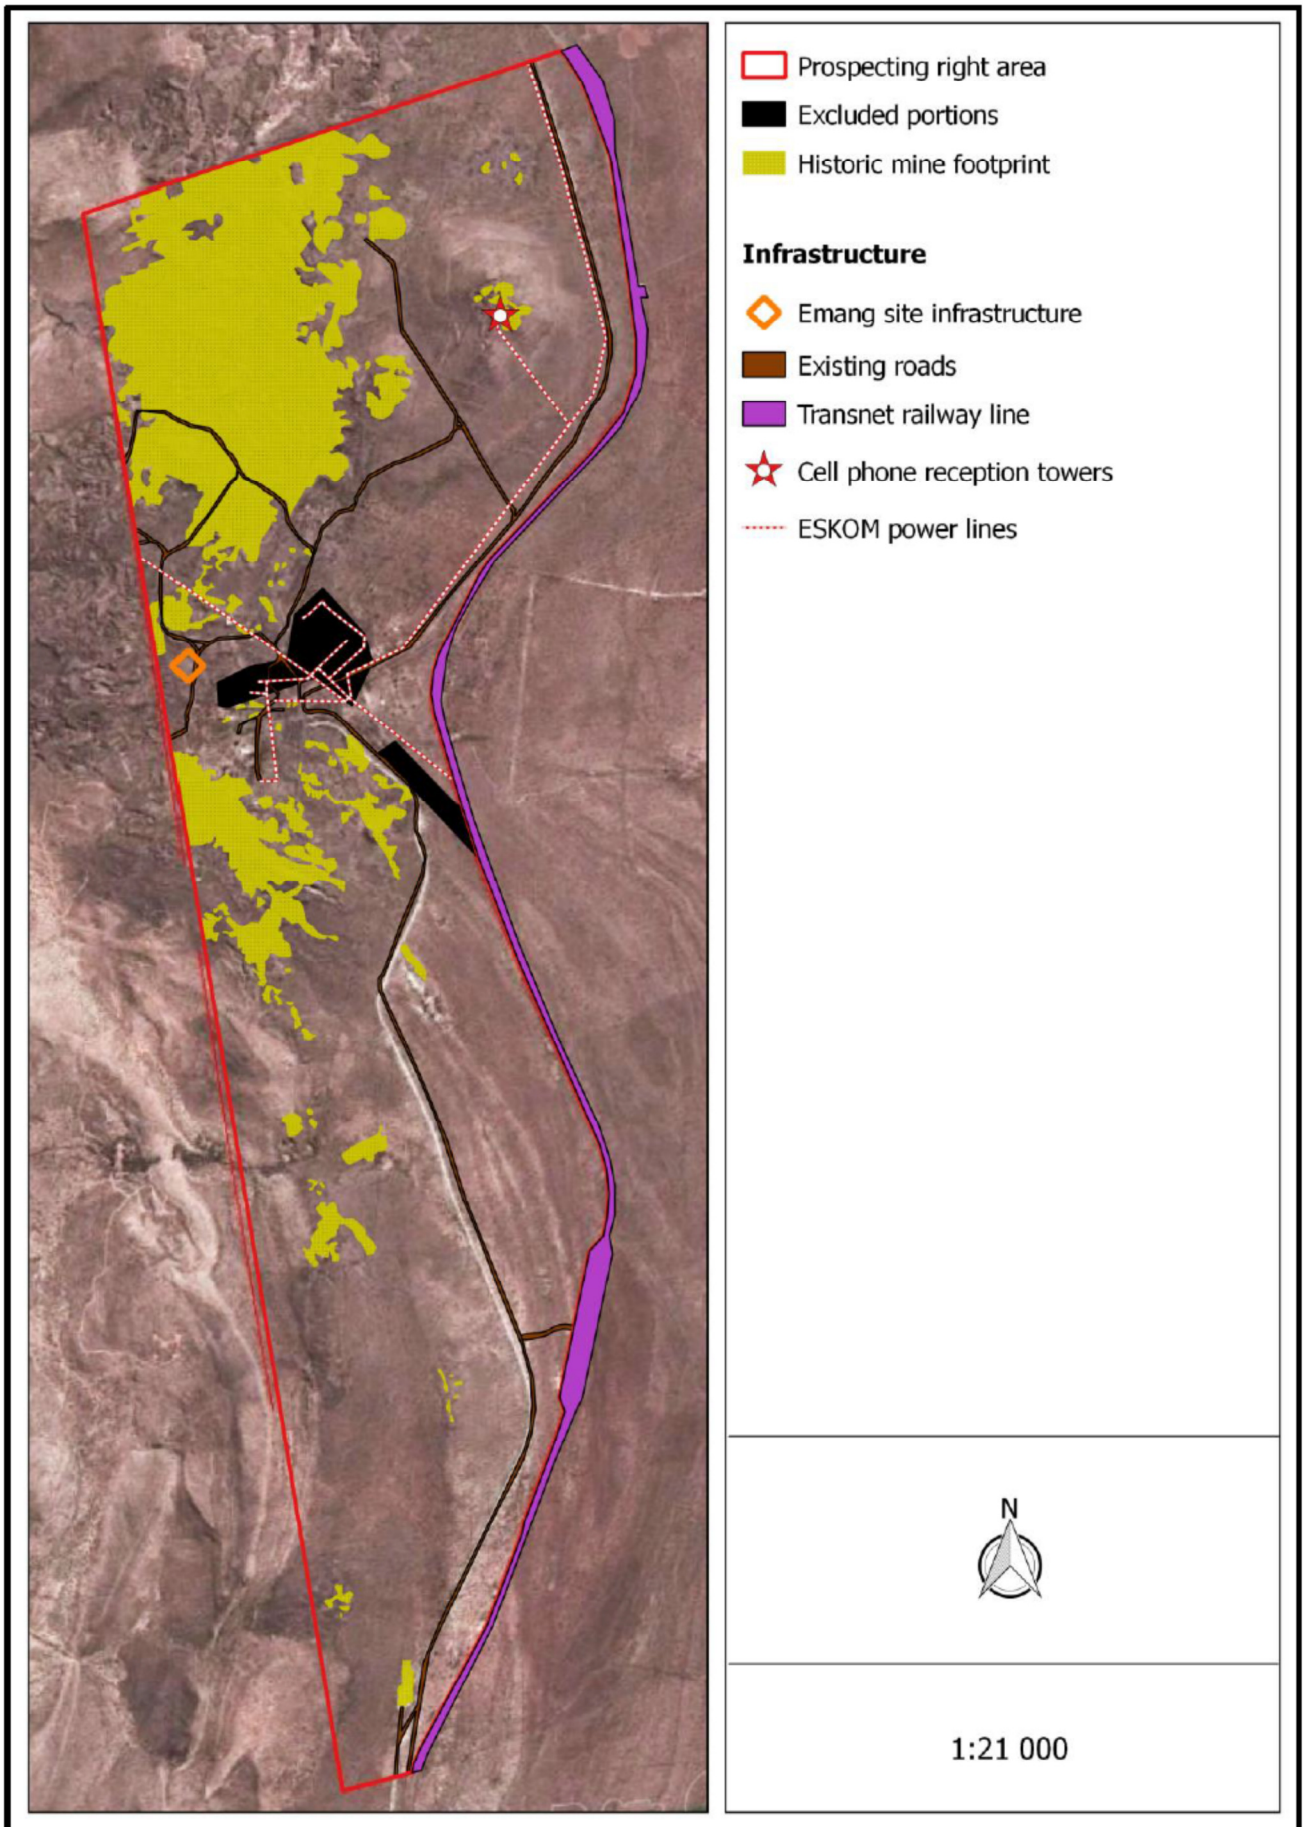 Prospecting right area
Excluded portions
Historic mine footprint
Infrastructure
Emang site infrastructure
Existing roads
Transnet railway line
Cell phone reception towers
ESKOM power lines
N
1:21 000